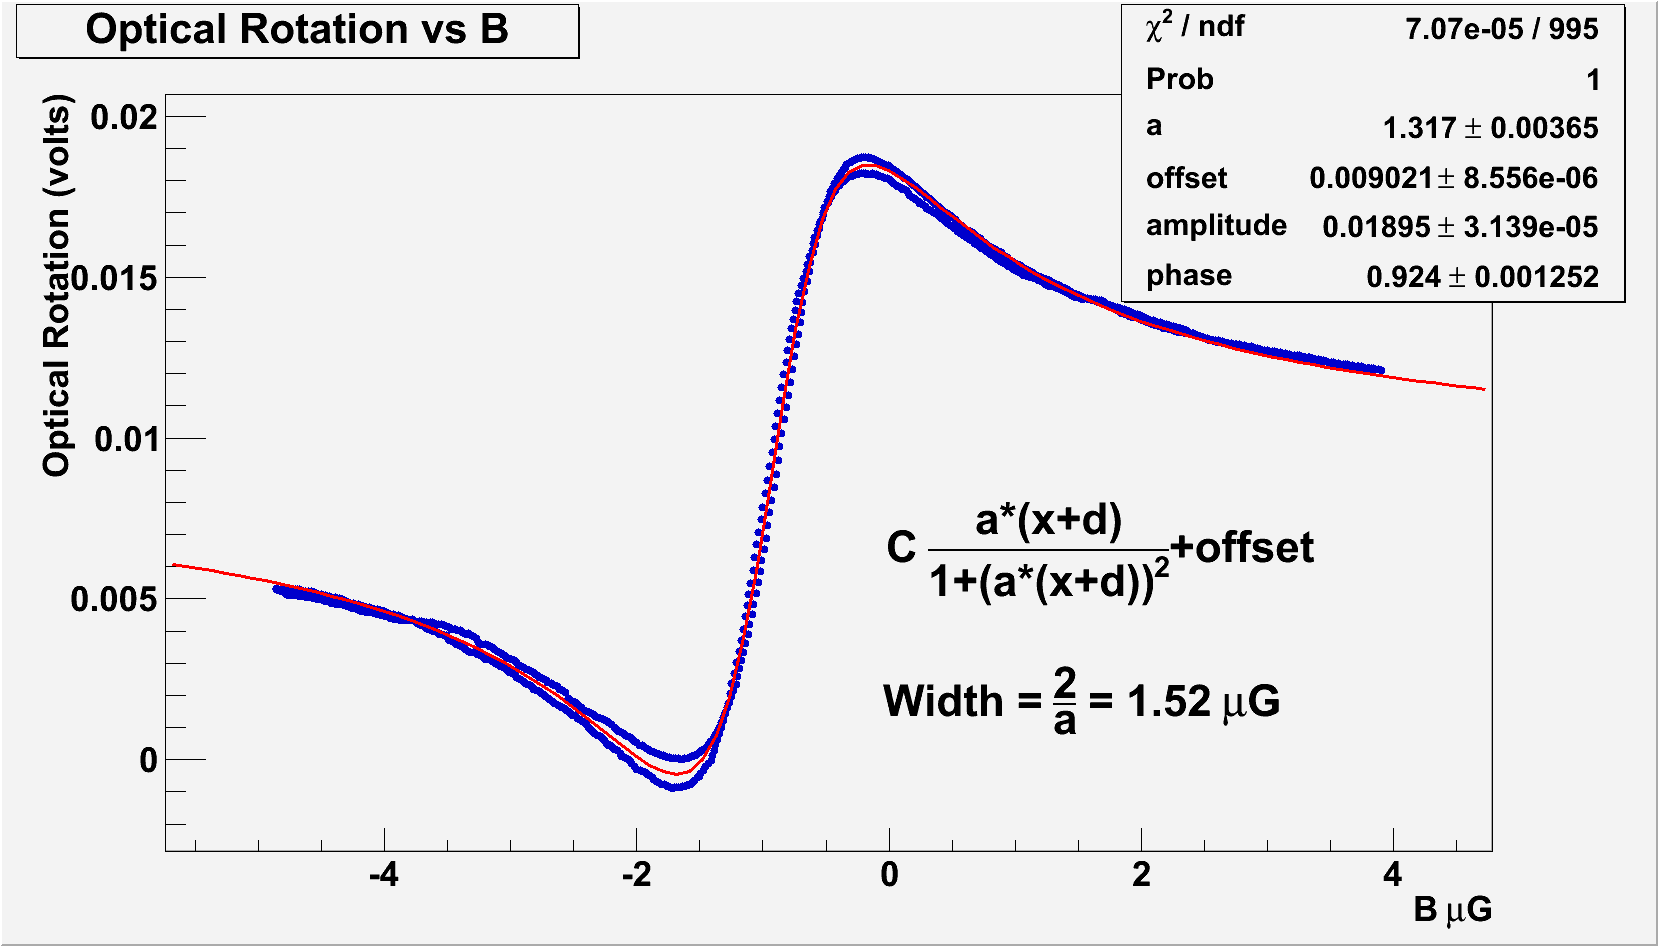 Optical Rotation vs B
χ² / ndf 7.07e-05 / 995
Prob 1
a 1.317 ± 0.00365
offset 0.009021 ± 8.556e-06
amplitude 0.01895 ± 3.139e-05
phase 0.924 ± 0.001252
Optical Rotation (volts)
0.02
0.015
0.01
0.005
0
C a*(x+d)
1+(a*(x+d))² +offset
Width = 2/a = 1.52 μG
-4 -2 0 2 4
B μG